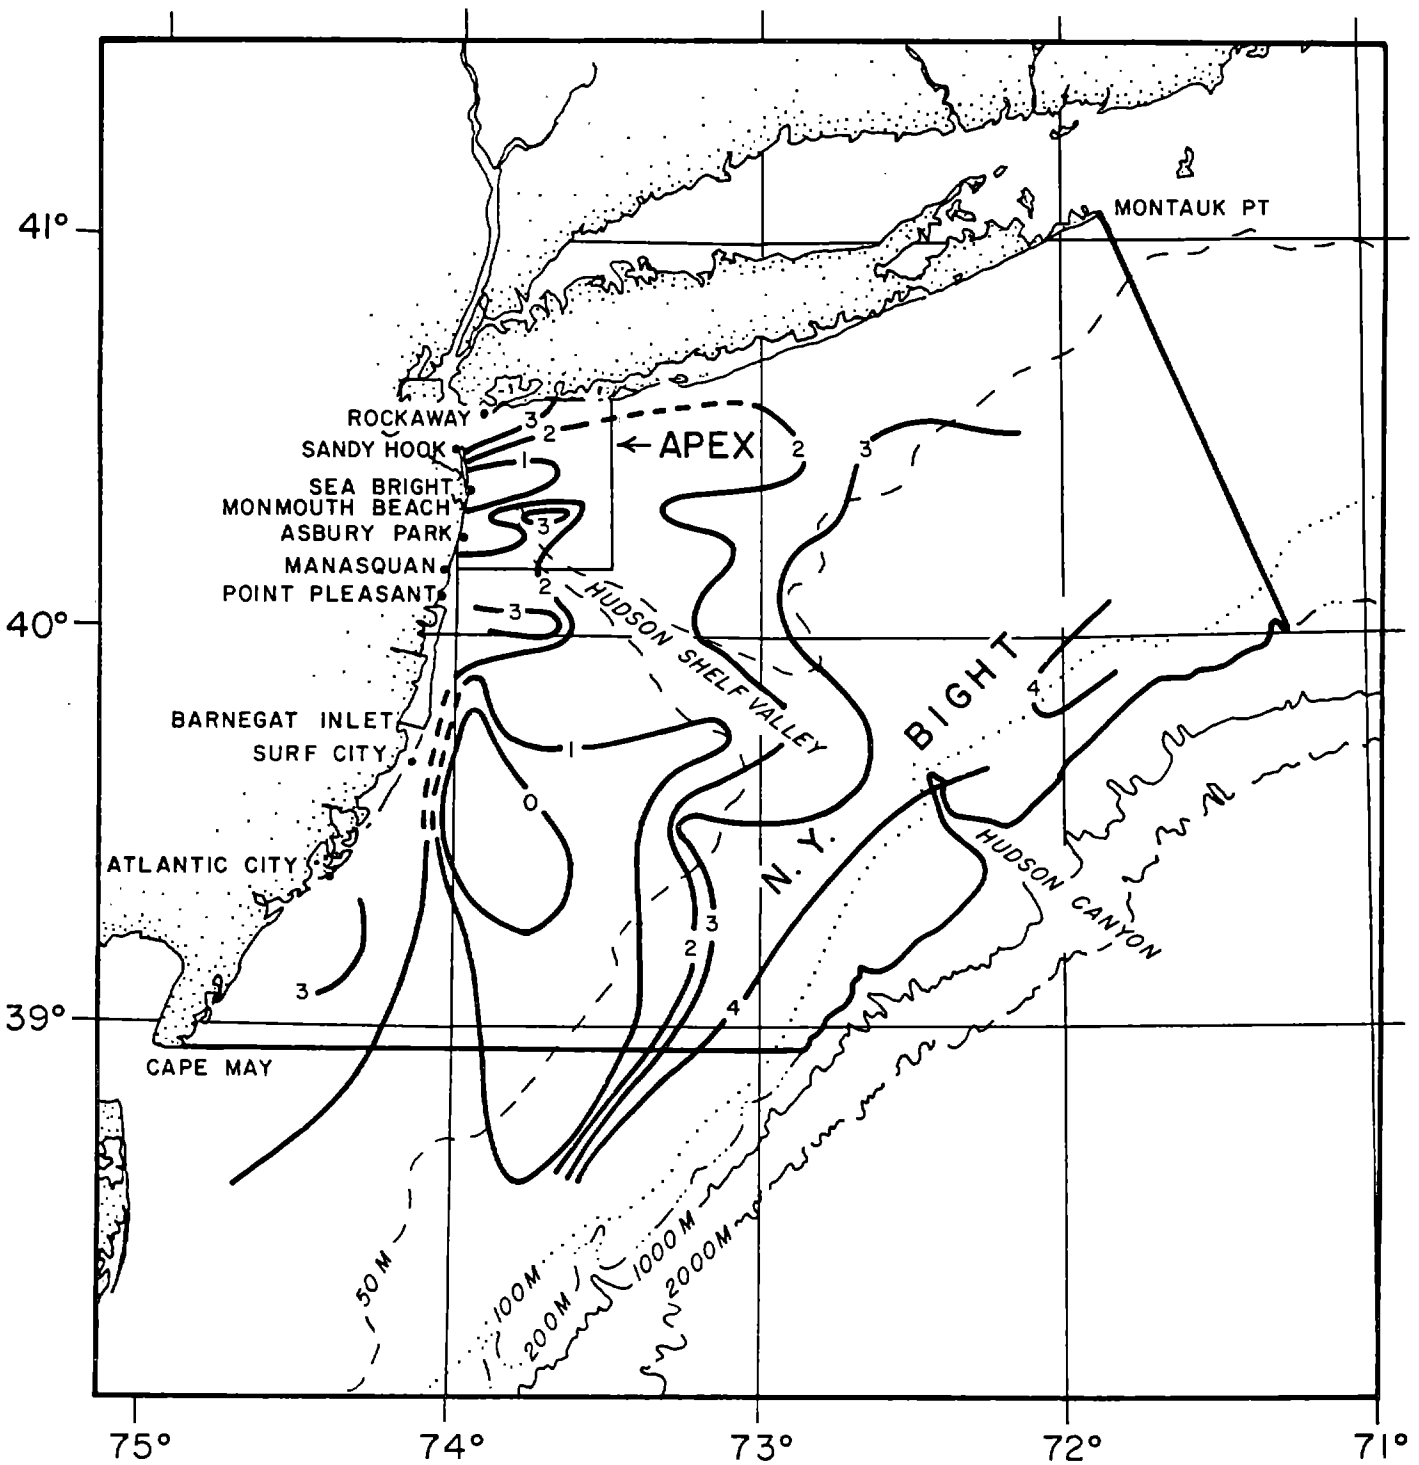 41°
MONTAUK PT
ROCKAWAY
3
2
SANDY HOOK
← APEX
2
3
1
SEA BRIGHT
MONMOUTH BEACH
3
ASBURY PARK
MANASQUAN
2
POINT PLEASANT
3
40°
HUDSON SHELF VALLEY
N.Y. BIGHT
4
BARNEGAT INLET
1
SURF CITY
0
HUDSON CANYON
ATLANTIC CITY
3
2
3
4
39°
CAPE MAY
50 M
100M
200M
1000M
2000M
75°
74°
73°
72°
71°